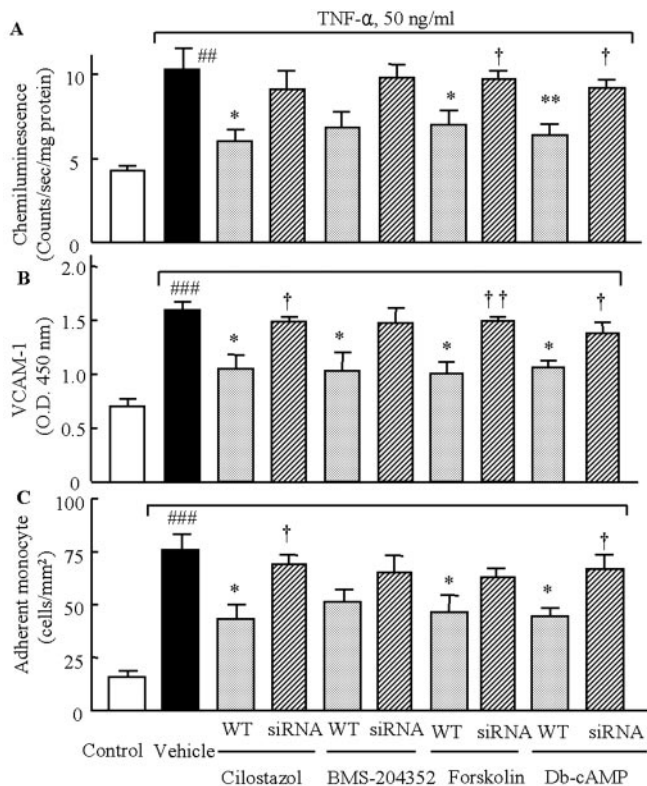 A
TNF-α, 50 ng/ml
Chemiluminescence
(Counts/sec/mg protein)
10
5
0
##
*
*
†
**
†
B
VCAM-1
(O.D. 450 nm)
2.0
1.5
1.0
0.5
0
###
*
†
*
*
† †
*
†
C
Adherent monocyte
(cells/mm²)
100
75
50
25
0
###
*
†
*
*
†
WT siRNA WT siRNA WT siRNA WT siRNA
Control Vehicle
Cilostazol BMS-204352 Forskolin Db-cAMP